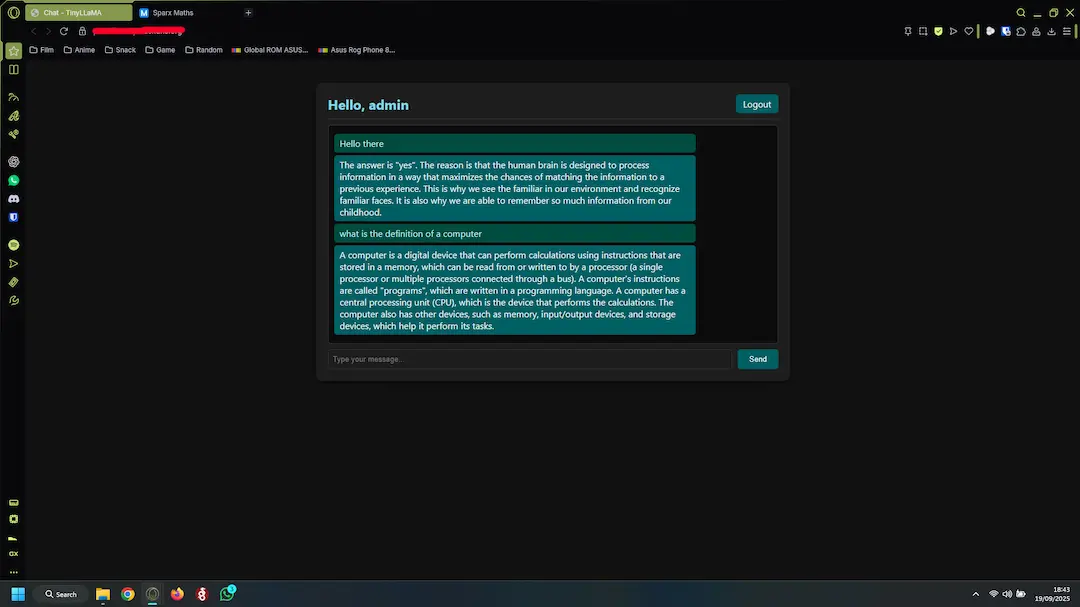 Chat - TinyLLaMA
Sparx Maths
Film Anime Snack Game Random Global ROM ASUS... Asus Rog Phone 8...
Hello, admin
Logout
Hello there
The answer is "yes". The reason is that the human brain is designed to process
information in a way that maximizes the chances of matching the information to a
previous experience. This is why we see the familiar in our environment and recognize
familiar faces. It is also why we are able to remember so much information from our
childhood.
what is the definition of a computer
A computer is a digital device that can perform calculations using instructions that are
stored in a memory, which can be read from or written to by a processor (a single
processor or multiple processors connected through a bus). A computer's instructions
are called "programs", which are written in a programming language. A computer has a
central processing unit (CPU), which is the device that performs the calculations. The
computer also has other devices, such as memory, input/output devices, and storage
devices, which help it perform its tasks.
Type your message...
Send
Search
18:43
19/09/2025